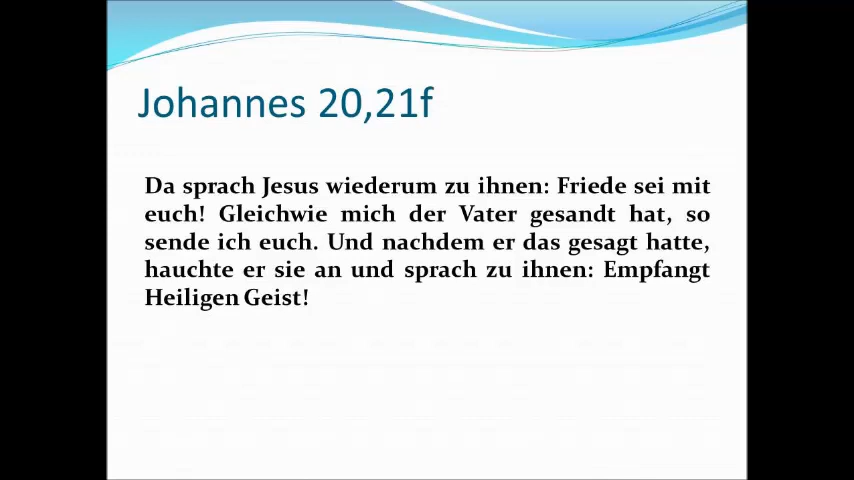 Johannes 20,21f
Da sprach Jesus wiederum zu ihnen: Friede sei mit
euch! Gleichwie mich der Vater gesandt hat, so
sende ich euch. Und nachdem er das gesagt hatte,
hauchte er sie an und sprach zu ihnen: Empfangt
Heiligen Geist!